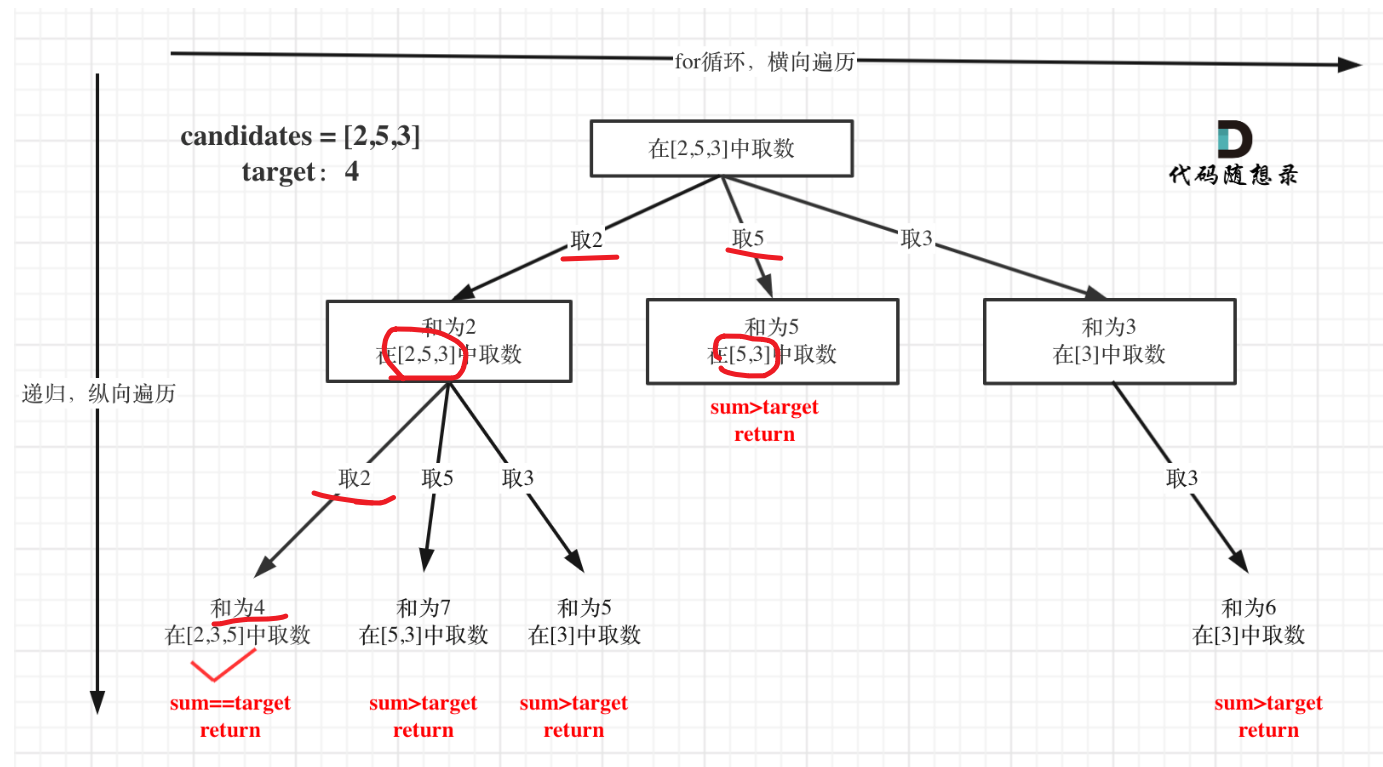 for循环，横向遍历
candidates = [2,5,3]
target：4
在[2,5,3]中取数
代码随想录
取2
取5
取3
和为2
在[2,5,3]中取数
和为5
在[5,3]中取数
和为3
在[3]中取数
递归，纵向遍历
sum>target
return
取2
取5
取3
取3
和为4
在[2,3,5]中取数
和为7
在[5,3]中取数
和为5
在[3]中取数
和为6
在[3]中取数
sum==target
return
sum>target
return
sum>target
return
sum>target
return